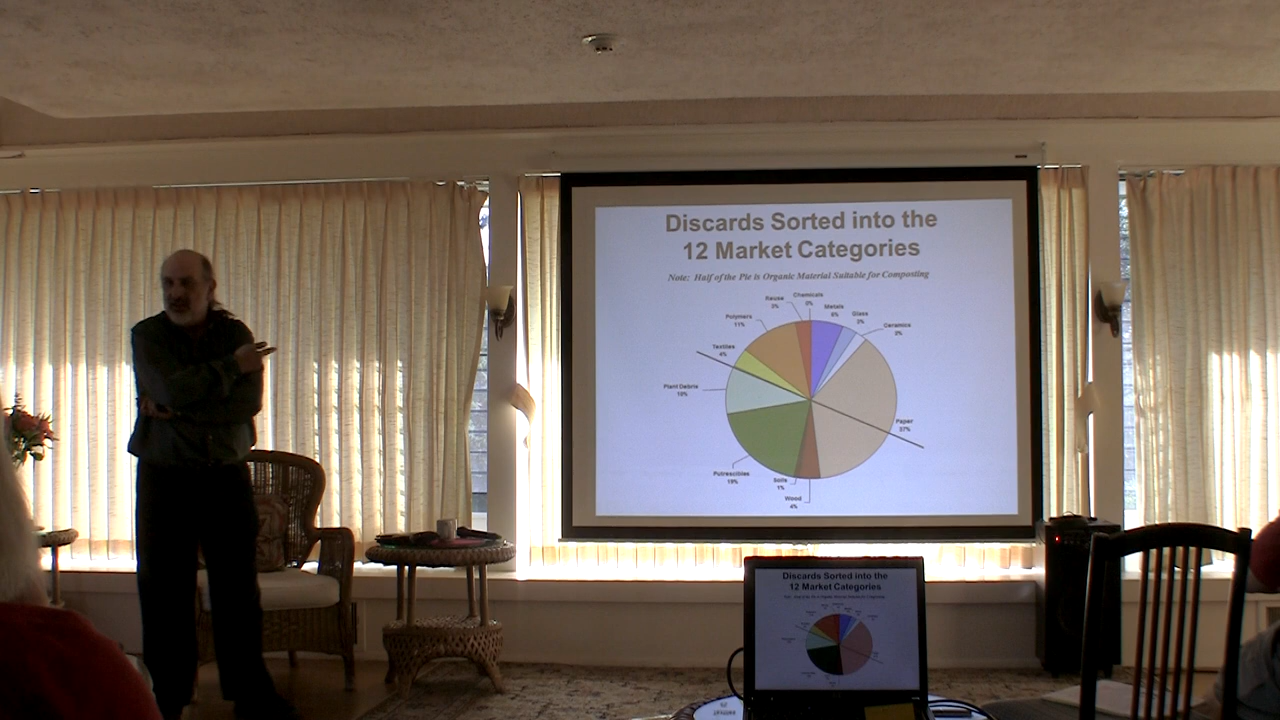 Discards Sorted into the
12 Market Categories
Note: Half of the Pie is Organic Material Suitable for Composting
Chemicals
0%
Reuse
3%
Metals
6%
Glass
3%
Ceramics
3%
Polymers
11%
Textiles
4%
Plant Debris
10%
Paper
37%
Putrescibles
19%
Soils
1%
Wood
4%
Discards Sorted into the
12 Market Categories